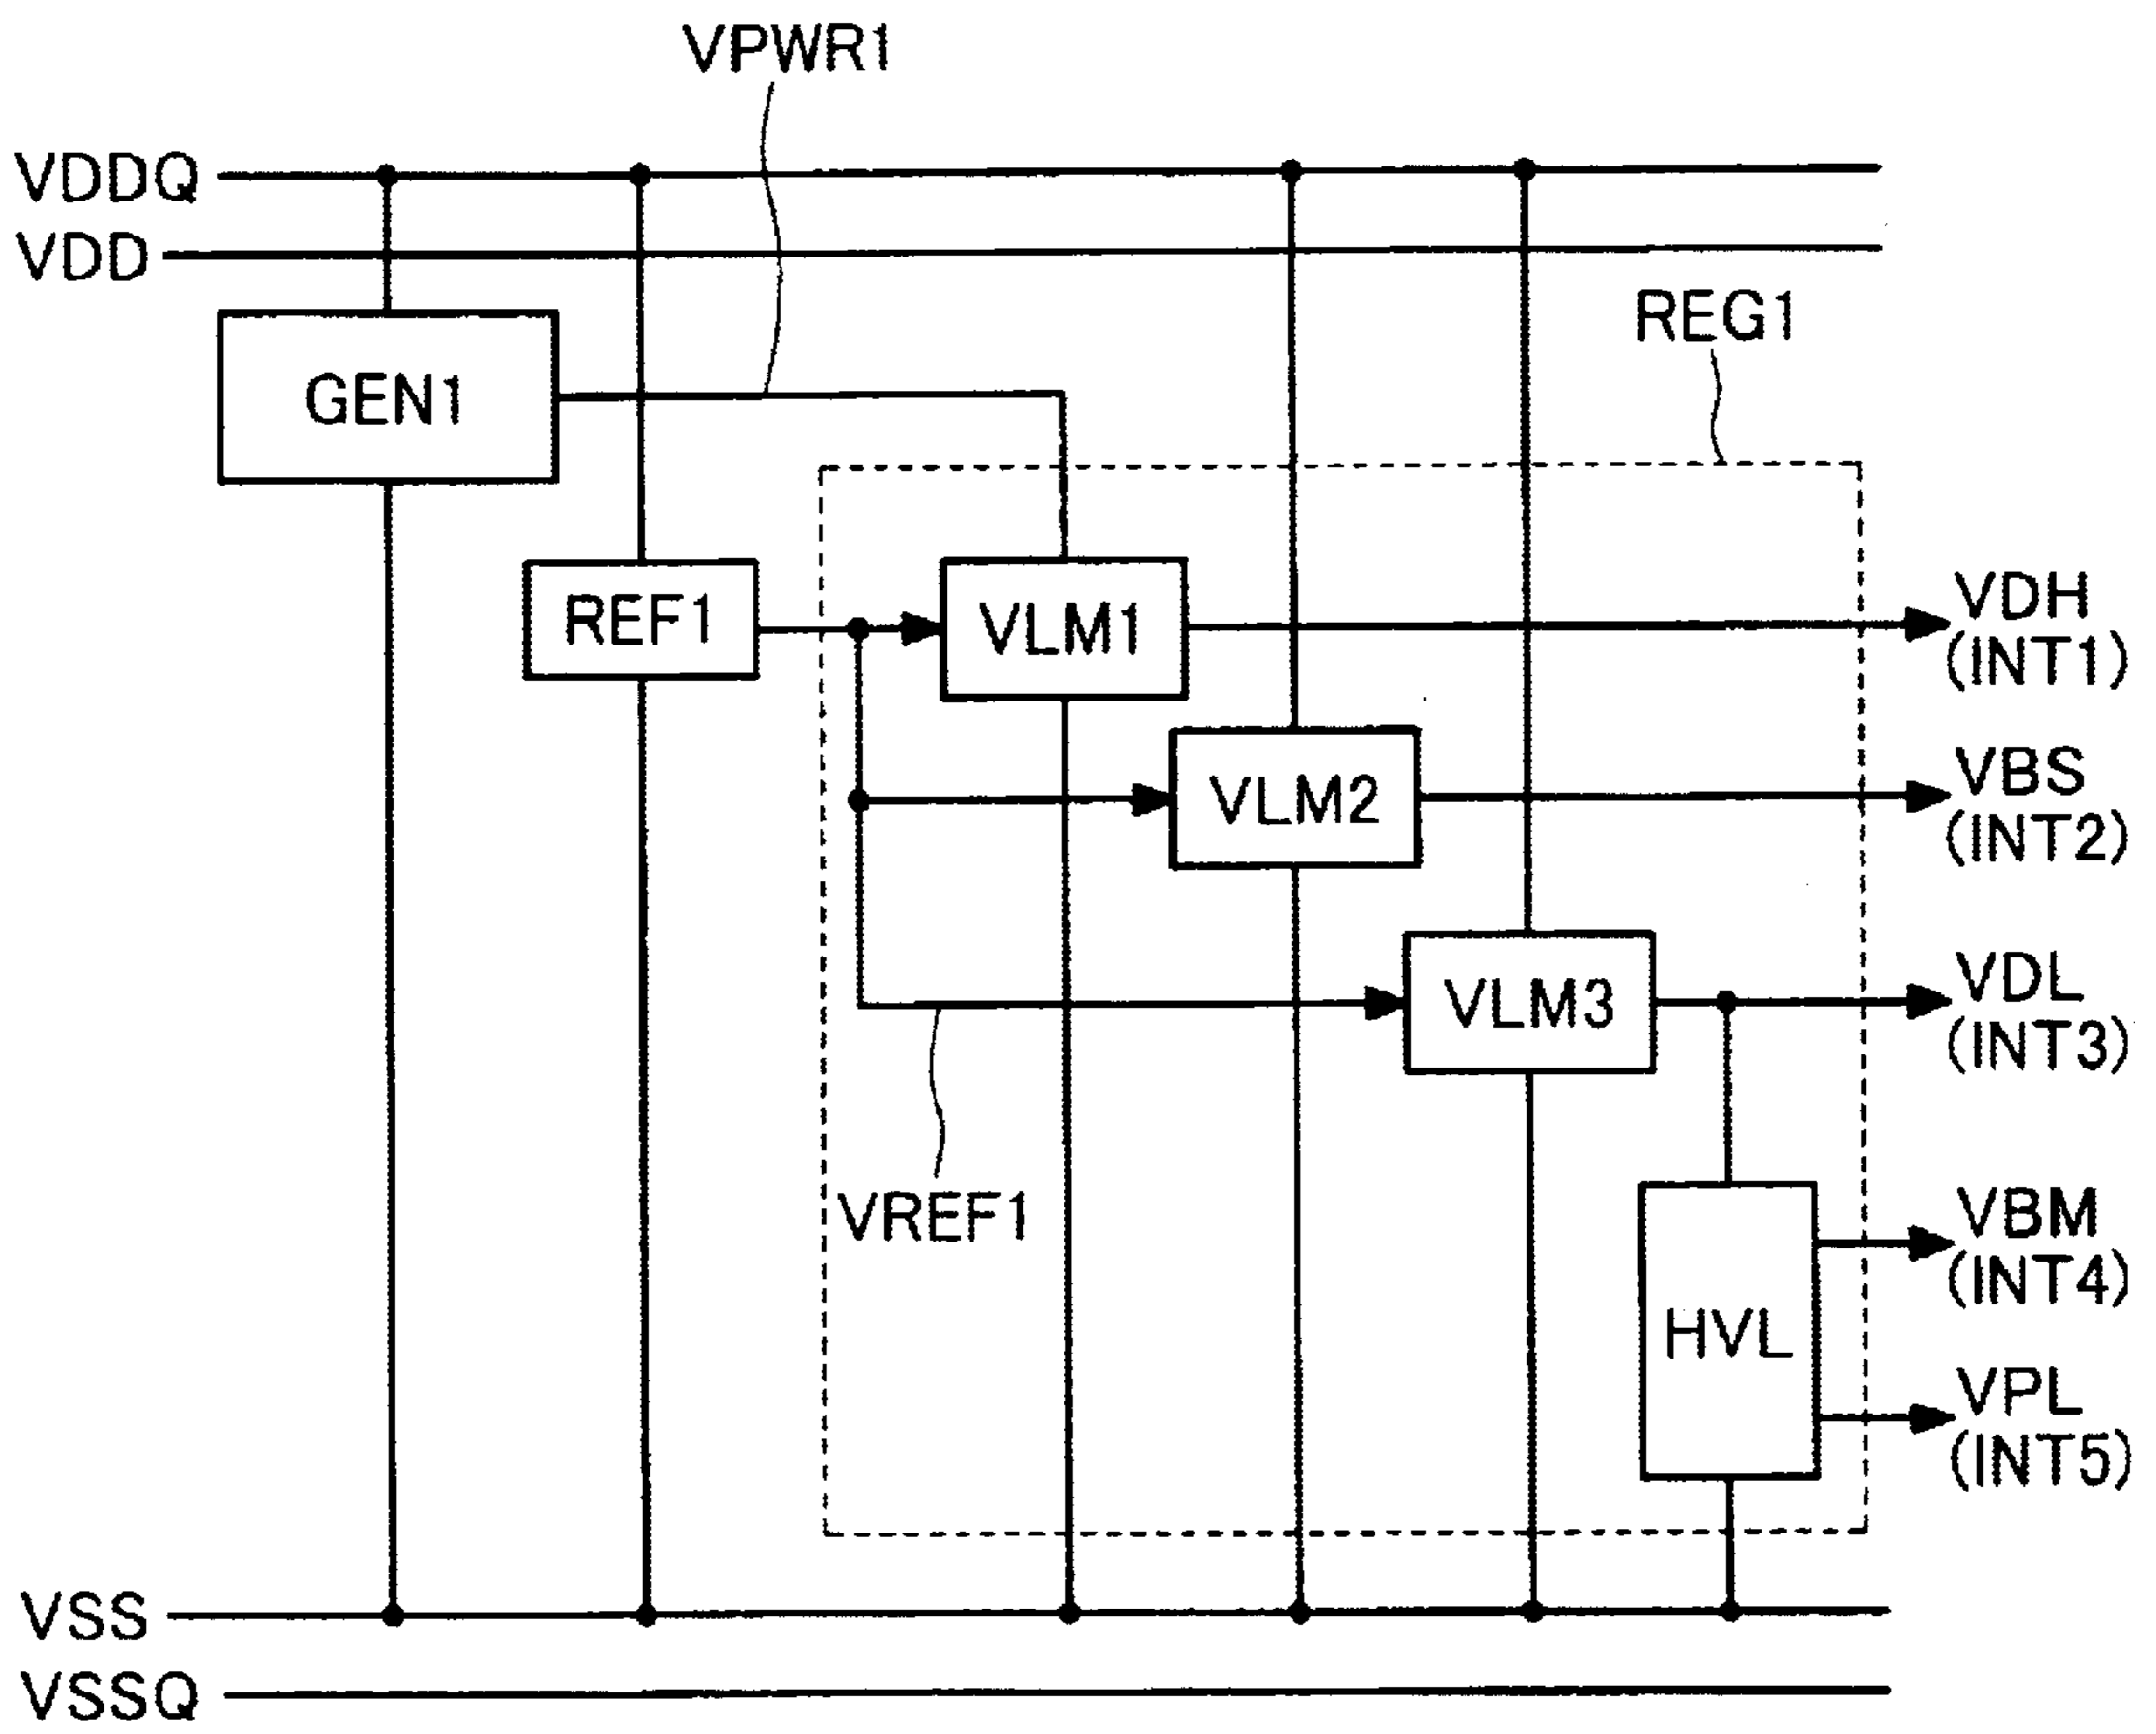 VPWR1
VDDQ
VDD
REG1
GEN1
REF1
VLM1
VDH
(INT1)
VLM2
VBS
(INT2)
VLM3
VDL
(INT3)
VREF1
VBM
(INT4)
HVL
VPL
(INT5)
VSS
VSSQ